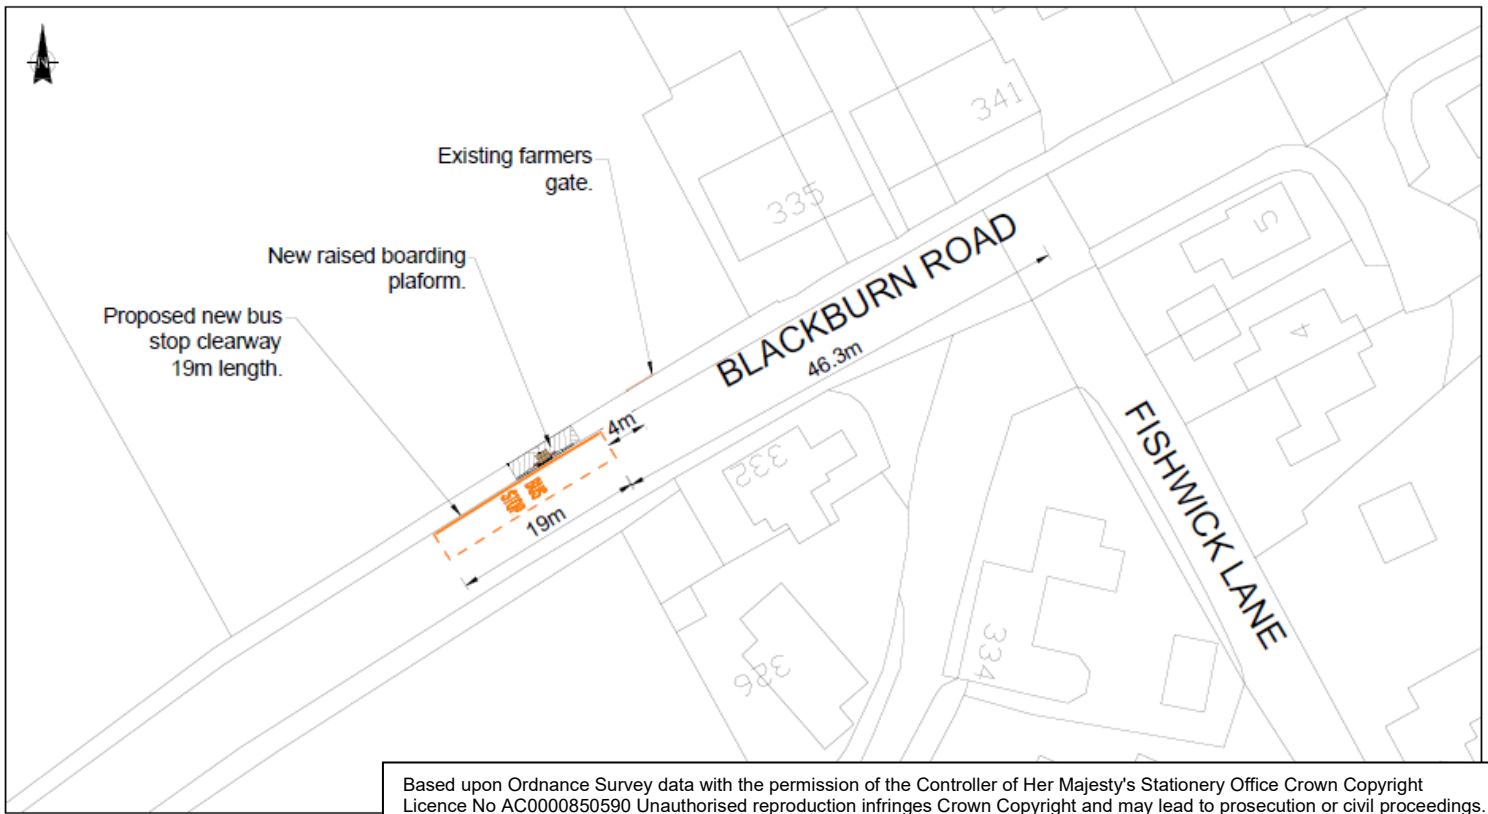 N
341
Existing farmers
gate.
335
5
New raised boarding
plaform.
BLACKBURN ROAD
Proposed new bus
stop clearway
19m length.
46.3m
4
4m
FISHWICK LANE
332
BUS
STOP
19m
334
326
Based upon Ordnance Survey data with the permission of the Controller of Her Majesty's Stationery Office Crown Copyright
Licence No AC0000850590 Unauthorised reproduction infringes Crown Copyright and may lead to prosecution or civil proceedings.